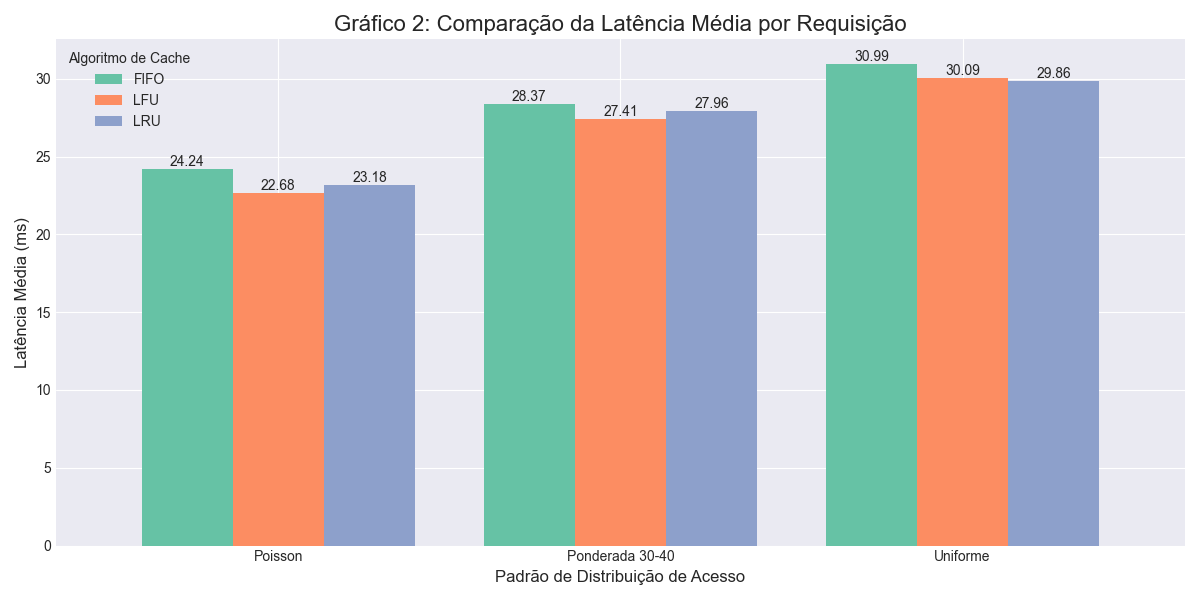 Gráfico 2: Comparação da Latência Média por Requisição
Algoritmo de Cache
FIFO
LFU
LRU
Latência Média (ms)
30
25
20
15
10
5
0
24.24
22.68
23.18
28.37
27.41
27.96
30.99
30.09
29.86
Poisson
Ponderada 30-40
Uniforme
Padrão de Distribuição de Acesso